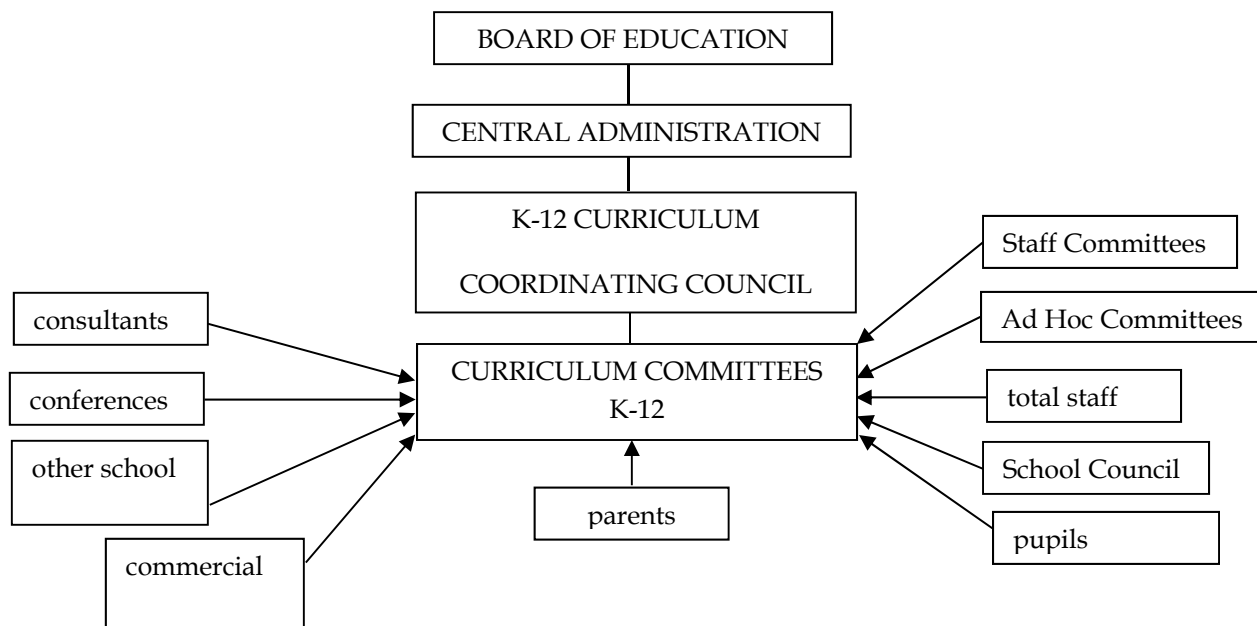 BOARD OF EDUCATION
CENTRAL ADMINISTRATION
K-12 CURRICULUM
COORDINATING COUNCIL
CURRICULUM COMMITTEES
K-12
consultants
conferences
other school
commercial
parents
Staff Committees
Ad Hoc Committees
total staff
School Council
pupils